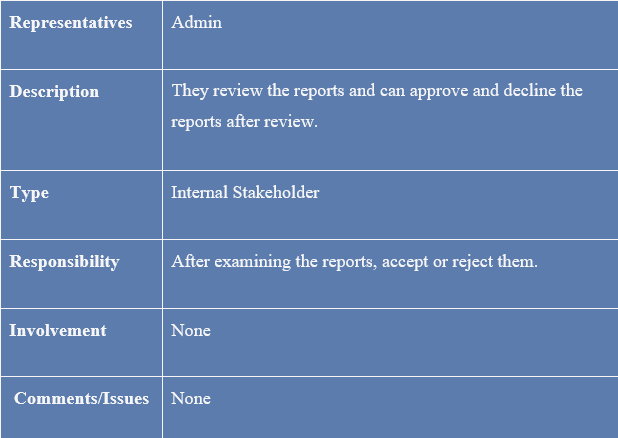 Representatives Admin
Description They review the reports and can approve and decline the
reports after review.
Type Internal Stakeholder
Responsibility After examining the reports, accept or reject them.
Involvement None
Comments/Issues None